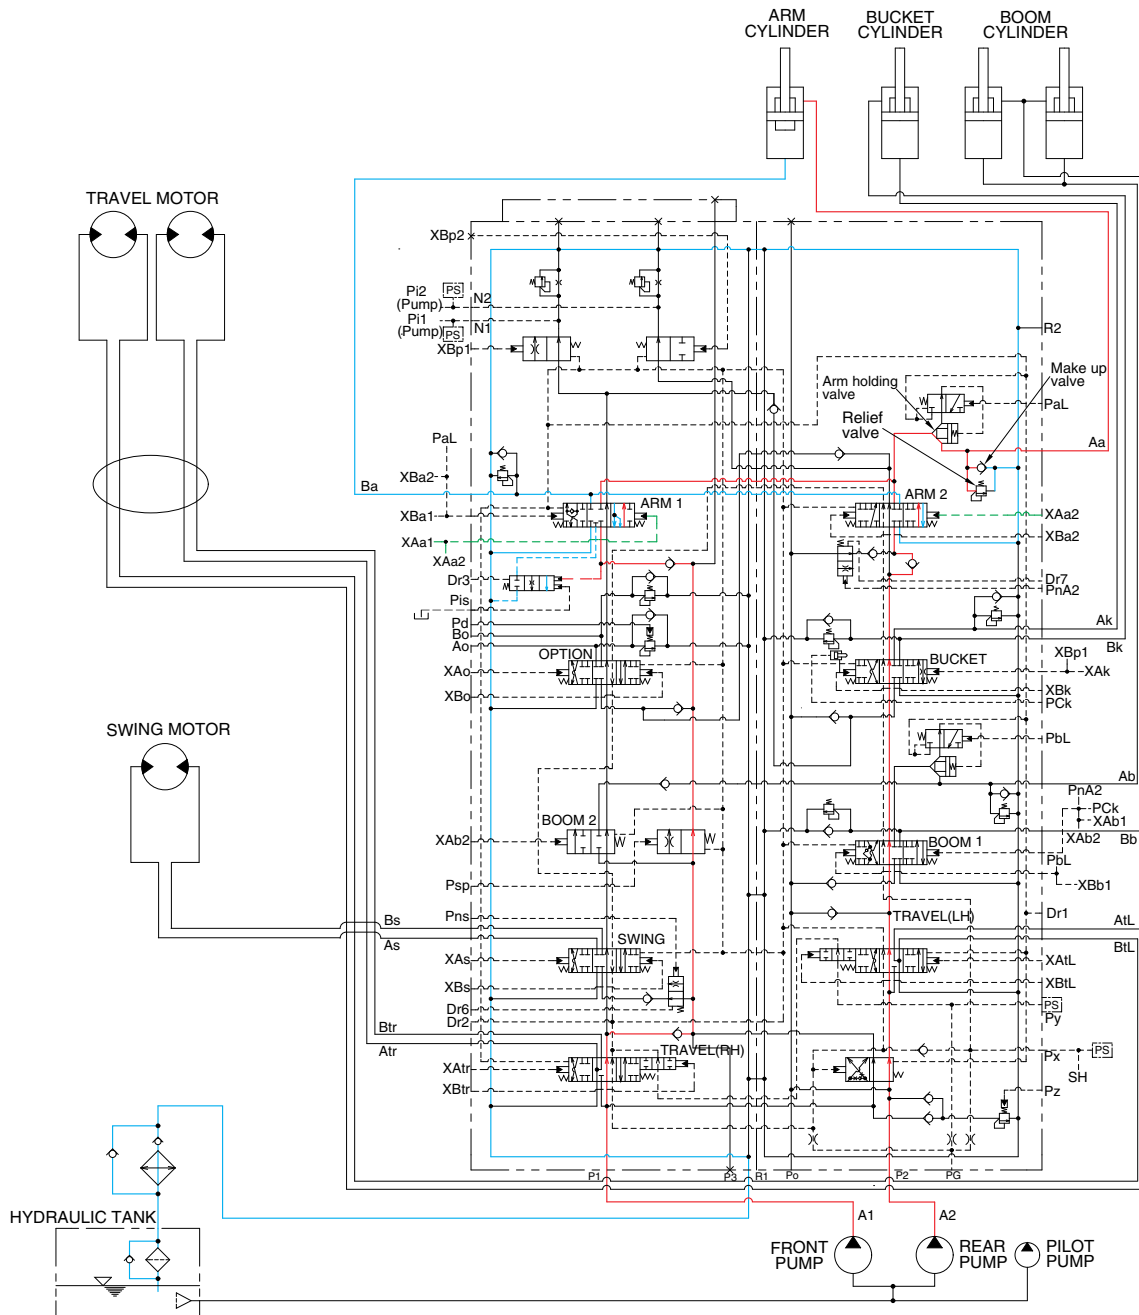 ARM
CYLINDER
BUCKET
CYLINDER
BOOM
CYLINDER
TRAVEL MOTOR
XBp2
PS
Pi2
(Pump)
N2
Pi1
(Pump)
PS
N1
XBp1
R2
Make up
valve
Arm holding
valve
Relief
valve
PaL
Aa
PaL
XBa2
Ba
XBa1
ARM 1
ARM 2
XAa1
XAa2
XAa2
XBa2
Dr3
Pis
Dr7
PnA2
Pd
Bo
Ao
Ak
Bk
OPTION
BUCKET
XBp1
XAo
XAk
XBo
XBk
PCk
SWING MOTOR
PbL
Ab
PnA2
PCk
XAb1
BOOM 2
XAb2
BOOM 1
XAb2
Bb
PbL
Psp
XBb1
Pns
Bs
As
SWING
TRAVEL(LH)
Dr1
AtL
BtL
XAs
XAtL
XBs
XBtL
Dr6
Dr2
PS
Py
Btr
Atr
TRAVEL(RH)
Px
PS
XAtr
SH
XBtr
Pz
P1
P3
R1
Po
P2
PG
HYDRAULIC TANK
A1
A2
FRONT
PUMP
REAR
PUMP
PILOT
PUMP